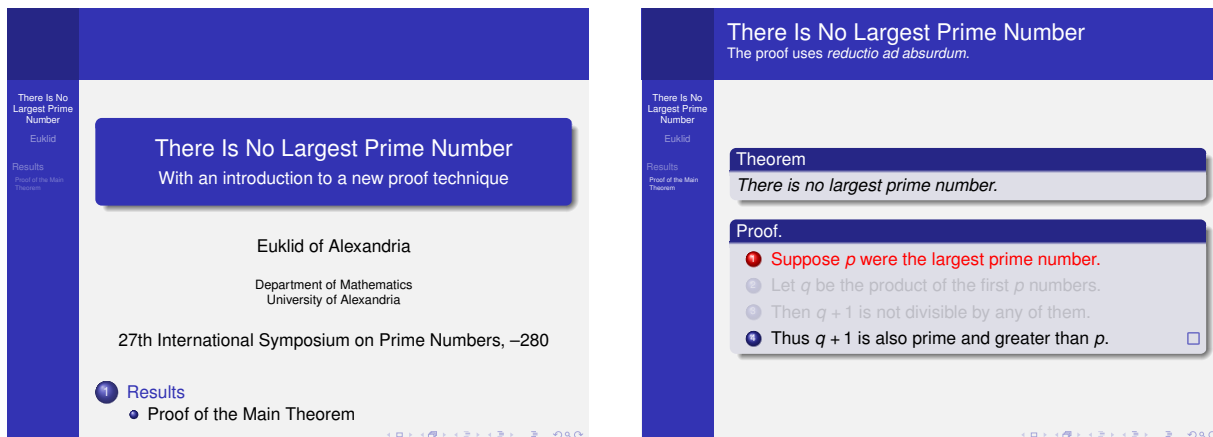 There Is No
Largest Prime
Number
Euklid
Results
Proof of the Main
Theorem
There Is No Largest Prime Number
With an introduction to a new proof technique
Euklid of Alexandria
Department of Mathematics
University of Alexandria
27th International Symposium on Prime Numbers, –280
1 Results
Proof of the Main Theorem
There Is No Largest Prime Number
The proof uses reductio ad absurdum.
There Is No
Largest Prime
Number
Euklid
Results
Proof of the Main
Theorem
Theorem
There is no largest prime number.
Proof.
1 Suppose p were the largest prime number.
2 Let q be the product of the first p numbers.
3 Then q + 1 is not divisible by any of them.
4 Thus q + 1 is also prime and greater than p. □